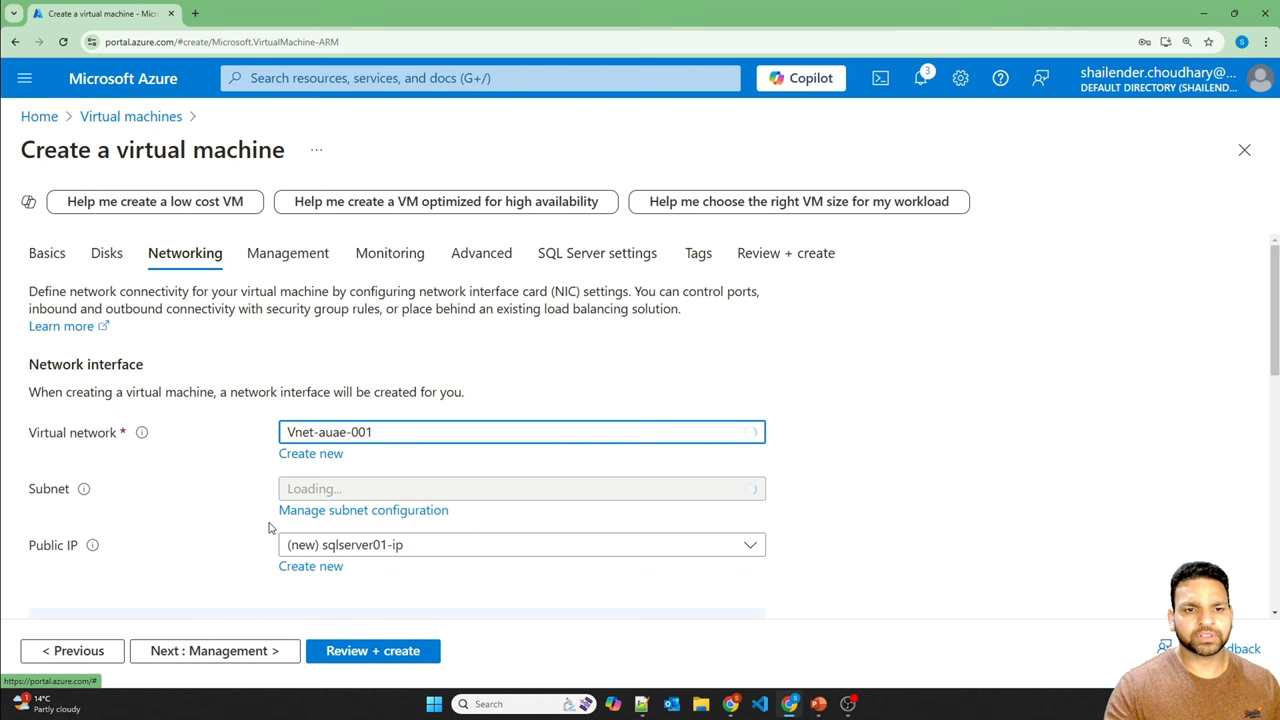 Create a virtual machine - Micr
portal.azure.com/#create/Microsoft.VirtualMachine-ARM
Microsoft Azure
Search resources, services, and docs (G+/)
Copilot
3
shailender.choudhary@...
DEFAULT DIRECTORY (SHAILEND...
Home > Virtual machines >
Create a virtual machine ...
Help me create a low cost VM
Help me create a VM optimized for high availability
Help me choose the right VM size for my workload
Basics Disks Networking Management Monitoring Advanced SQL Server settings Tags Review + create
Define network connectivity for your virtual machine by configuring network interface card (NIC) settings. You can control ports,
inbound and outbound connectivity with security group rules, or place behind an existing load balancing solution.
Learn more
Network interface
When creating a virtual machine, a network interface will be created for you.
Virtual network * Vnet-auae-001
Create new
Subnet Loading...
Manage subnet configuration
Public IP (new) sqlserver01-ip
Create new
< Previous Next : Management > Review + create
https://portal.azure.com/#
1
14°C
Partly cloudy
Search